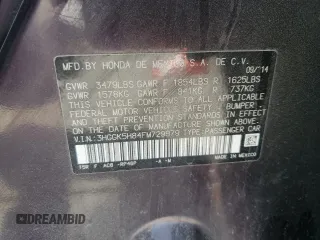 MFD. BY HONDA DE MEXICO S.A. DE C.V.
09/14
GVWR 3479LBS GAWR F 1854LBS R 1625LBS
GVWR 1578KG GAWR F 841KG R 737KG
THIS VEHICLE CONFORMS TO ALL APPLICABLE
FEDERAL MOTOR VEHICLE SAFETY, BUMPER,
AND THEFT PREVENTION STANDARDS IN EFFECT
ON THE DATE OF MANUFACTURE SHOWN ABOVE.
V.I.N.: 3HGGK5H84FM729879 TYPE: PASSENGER CAR
MADE IN MEXICO